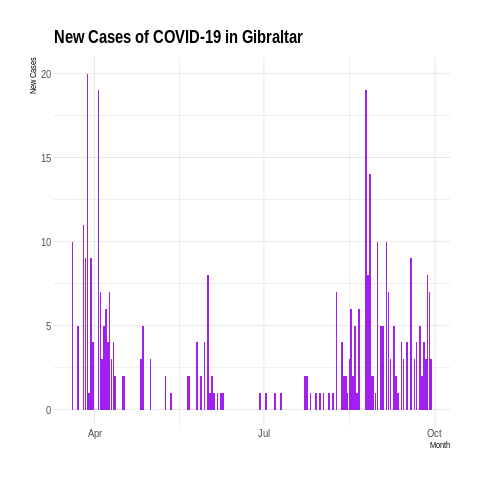 New Cases of COVID-19 in Gibraltar
New Cases
20
15
10
5
0
Apr
Jul
Oct
Month